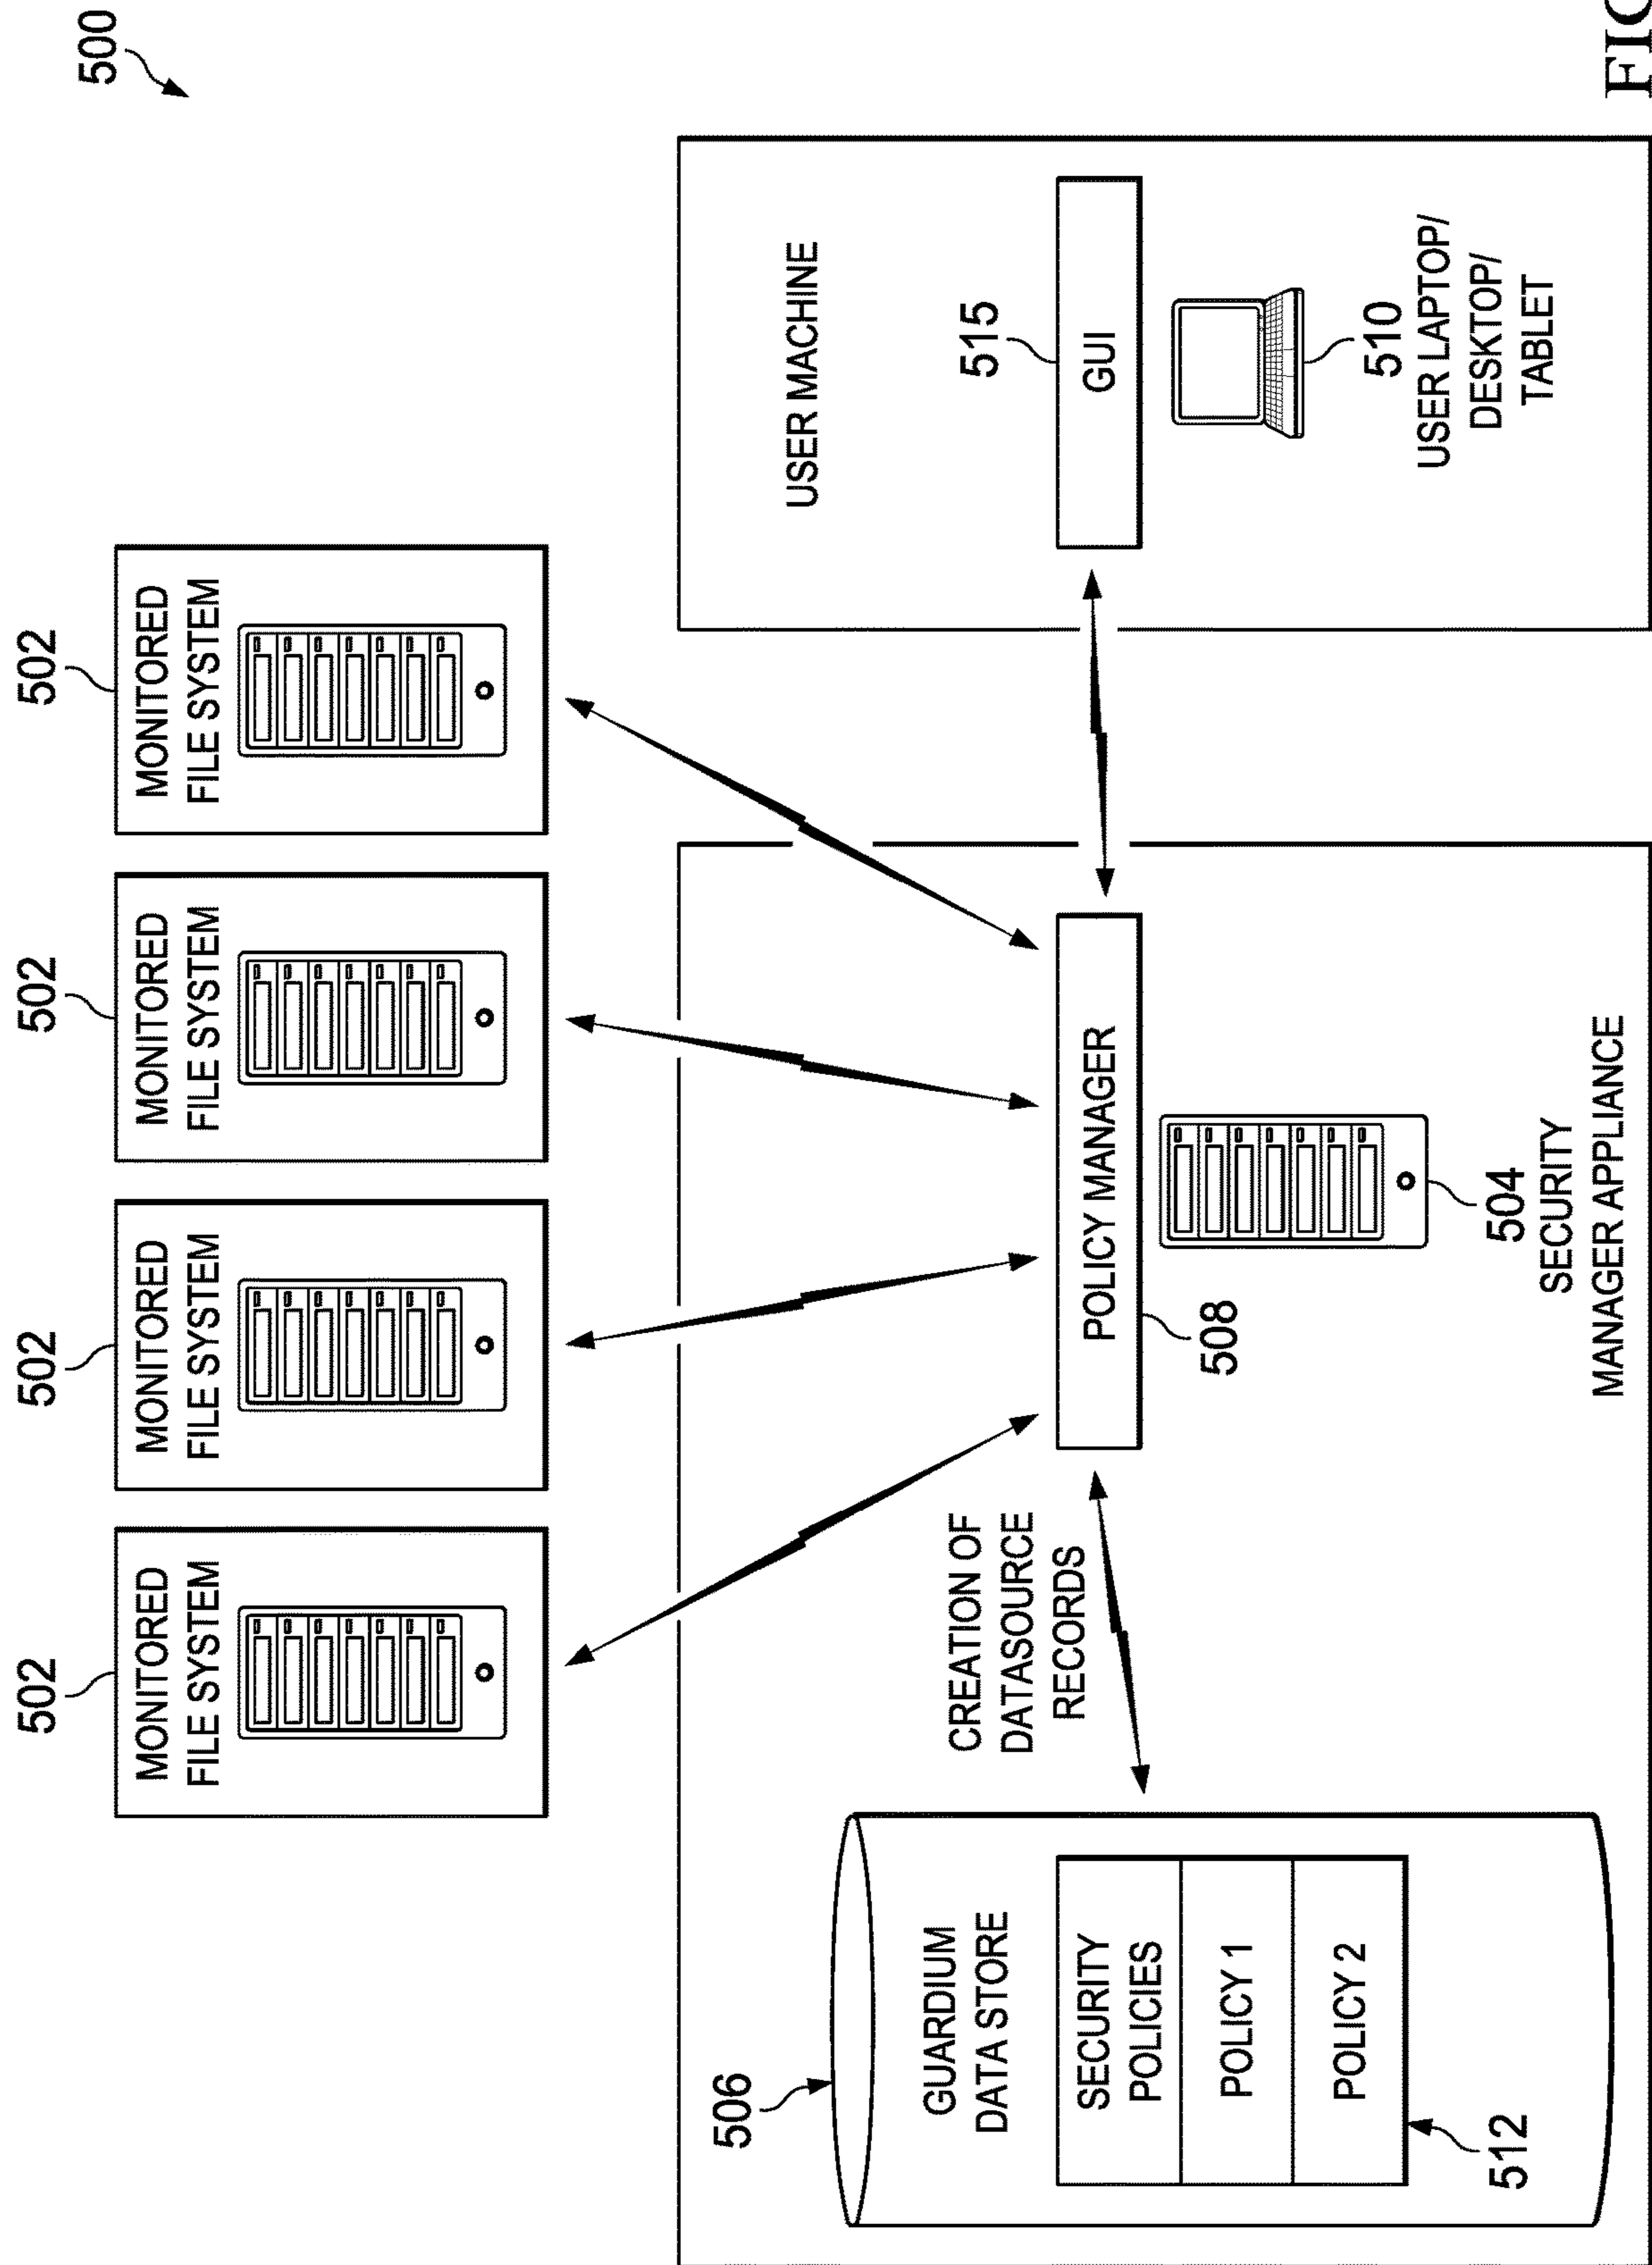 500
502
502
502
502
MONITORED
FILE SYSTEM
MONITORED
FILE SYSTEM
MONITORED
FILE SYSTEM
MONITORED
FILE SYSTEM
506
GUARDIUM
DATA STORE
SECURITY
POLICIES
POLICY 1
POLICY 2
512
CREATION OF
DATASOURCE
RECORDS
POLICY MANAGER
508
504
SECURITY
MANAGER APPLIANCE
USER MACHINE
515
GUI
510
USER LAPTOP/
DESKTOP/
TABLET
FIG